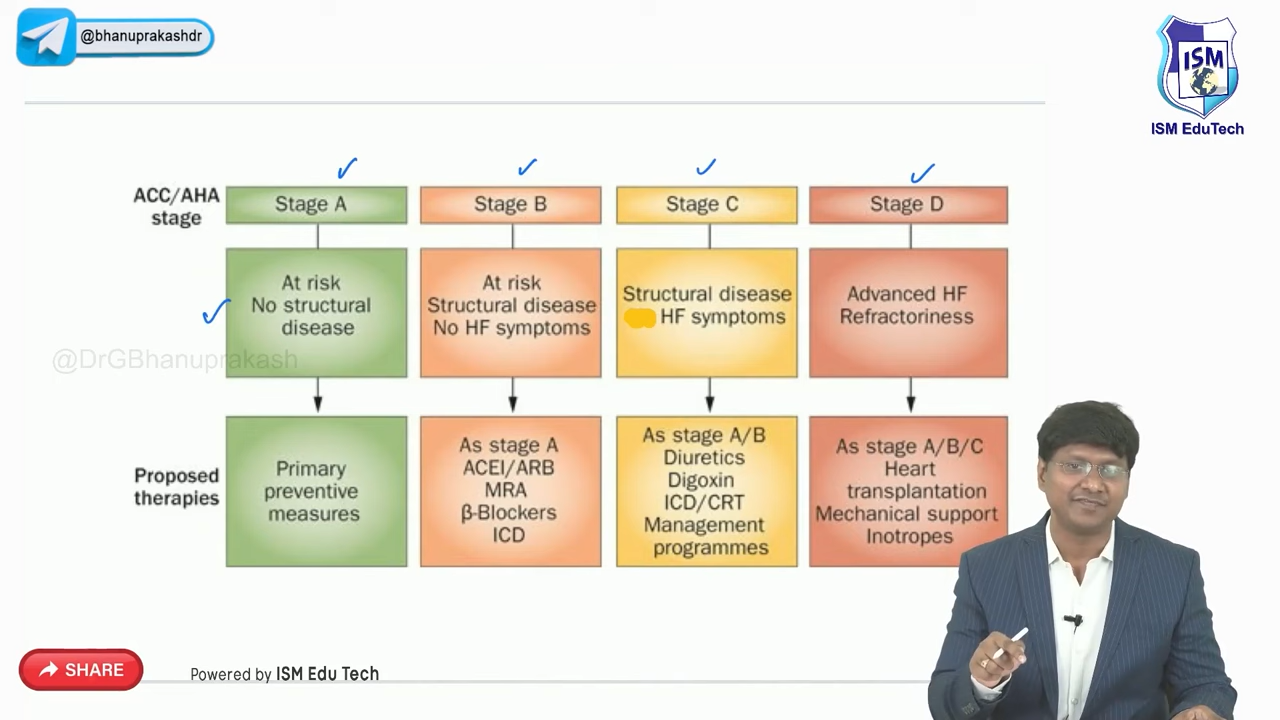 @bhanuprakashdr
ISM
ISM EduTech
ACC/AHA
stage
Stage A
Stage B
Stage C
Stage D
At risk
No structural
disease
At risk
Structural disease
No HF symptoms
Structural disease
HF symptoms
Advanced HF
Refractoriness
@DrGBhanuprakash
Proposed
therapies
Primary
preventive
measures
As stage A
ACEI/ARB
MRA
β-Blockers
ICD
As stage A/B
Diuretics
Digoxin
ICD/CRT
Management
programmes
As stage A/B/C
Heart
transplantation
Mechanical support
Inotropes
SHARE
Powered by ISM Edu Tech